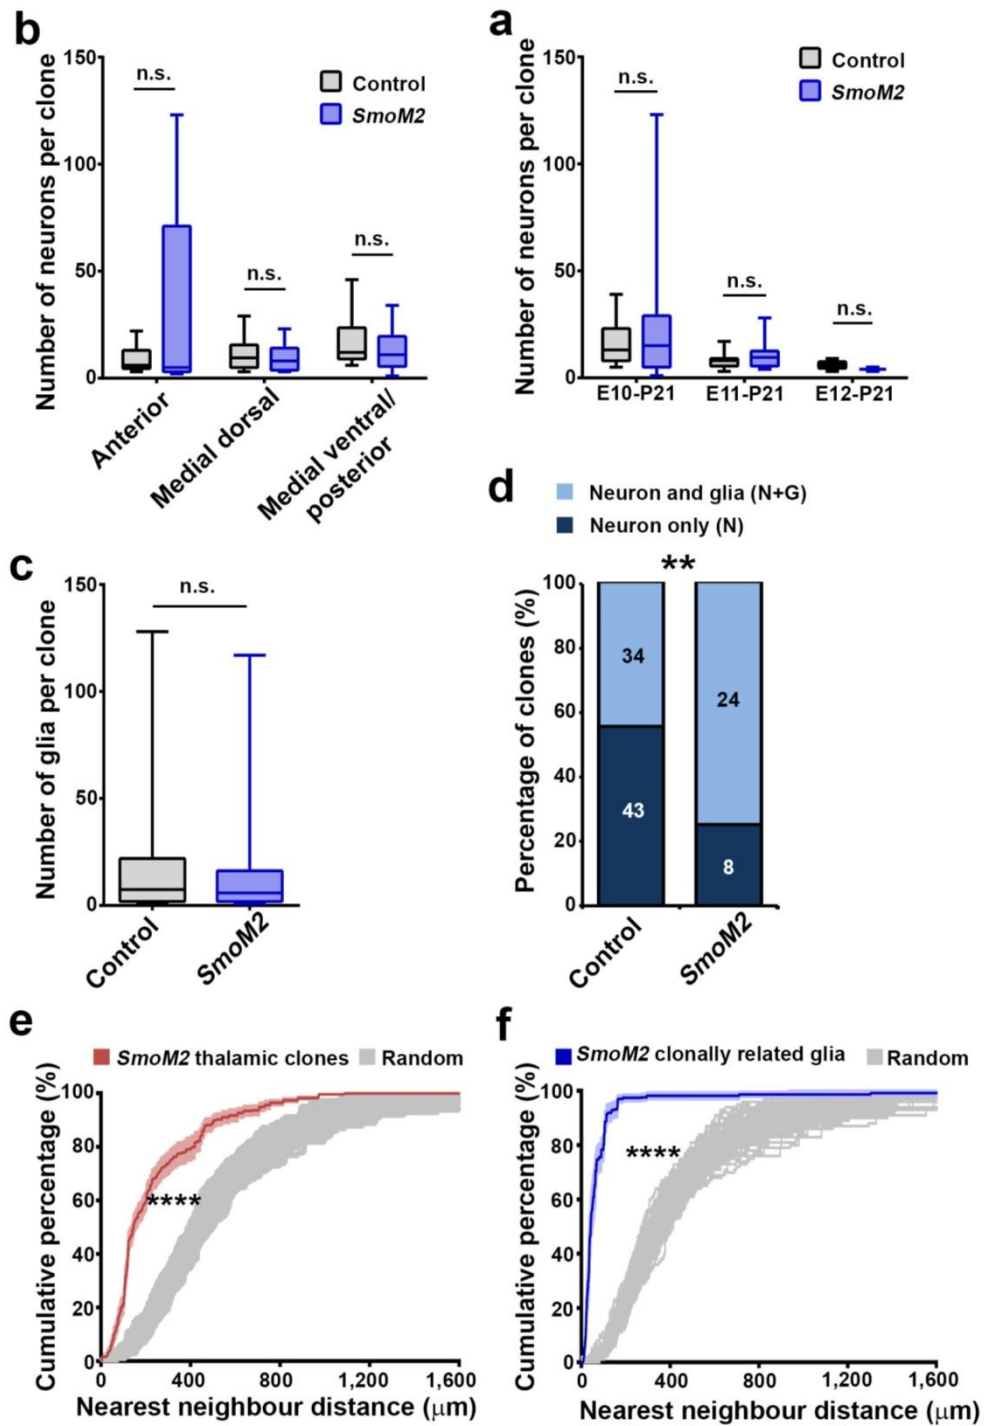 b
Number of neurons per clone
150
100
50
0
n.s.
n.s.
n.s.
Control
SmoM2
Anterior
Medial dorsal
Medial ventral/
posterior
a
Number of neurons per clone
150
100
50
0
n.s.
n.s.
n.s.
Control
SmoM2
E10-P21
E11-P21
E12-P21
c
Number of glia per clone
150
100
50
0
n.s.
Control
SmoM2
d
Neuron and glia (N+G)
Neuron only (N)
**
Percentage of clones (%)
100
80
60
40
20
0
34
43
24
8
Control
SmoM2
e
SmoM2 thalamic clones
Random
Cumulative percentage (%)
100
80
60
40
20
0
****
0
400
800
1,200
1,600
Nearest neighbour distance (μm)
f
SmoM2 clonally related glia
Random
Cumulative percentage (%)
100
80
60
40
20
0
****
0
400
800
1,200
1,600
Nearest neighbour distance (μm)